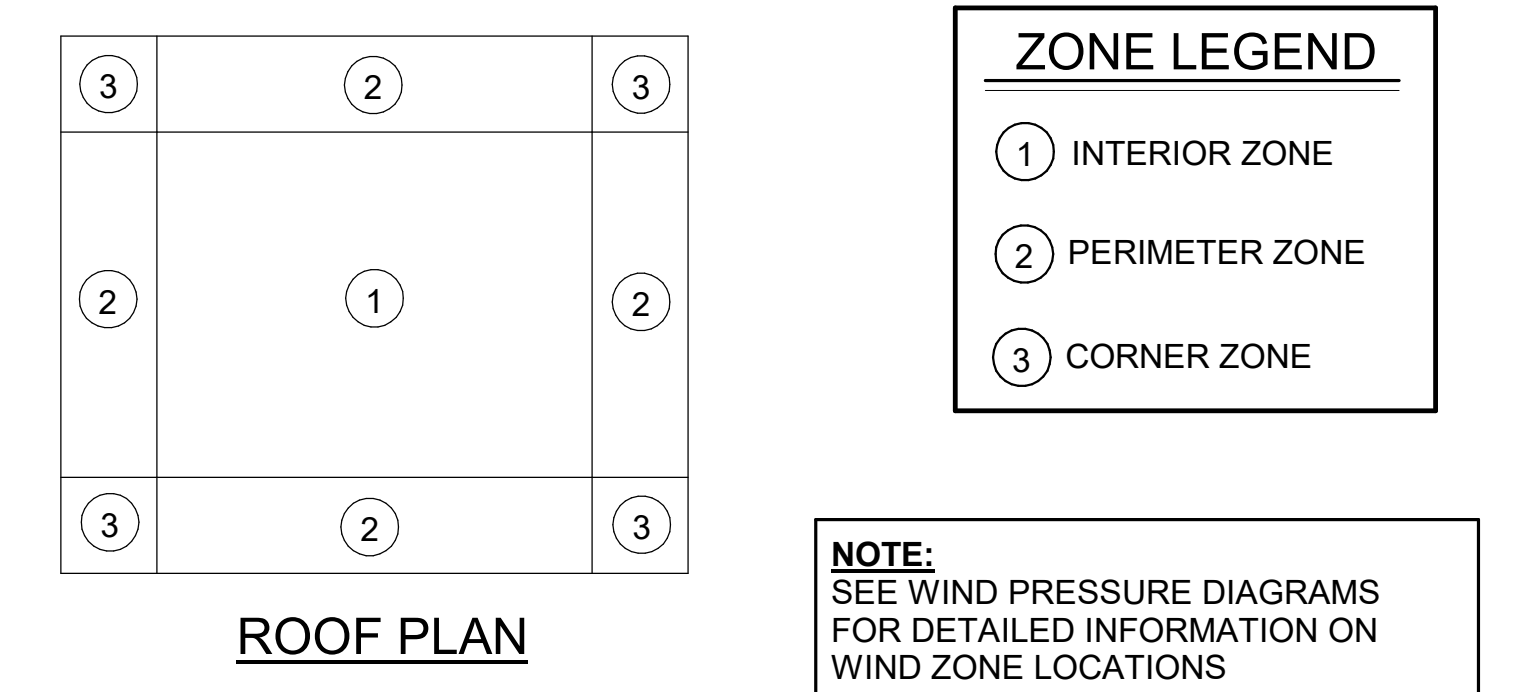 3 2 3
2 1 2
3 2 3
ROOF PLAN
ZONE LEGEND
1 INTERIOR ZONE
2 PERIMETER ZONE
3 CORNER ZONE
NOTE:
SEE WIND PRESSURE DIAGRAMS
FOR DETAILED INFORMATION ON
WIND ZONE LOCATIONS